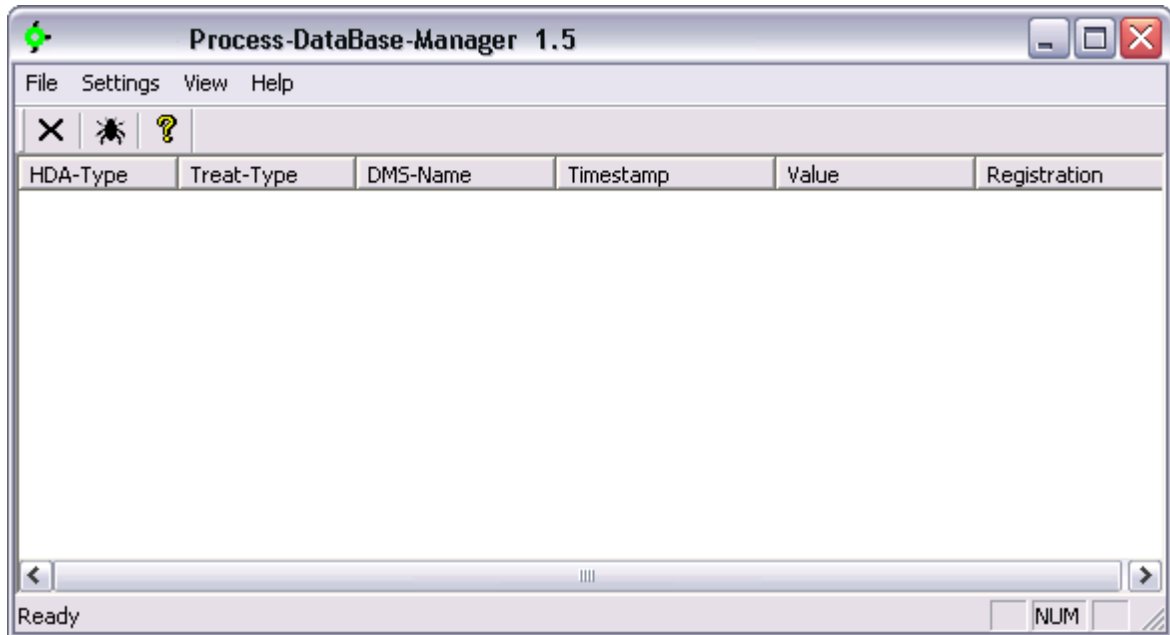 Process-DataBase-Manager 1.5
File Settings View Help
HDA-Type Treat-Type DMS-Name Timestamp Value Registration
Ready NUM